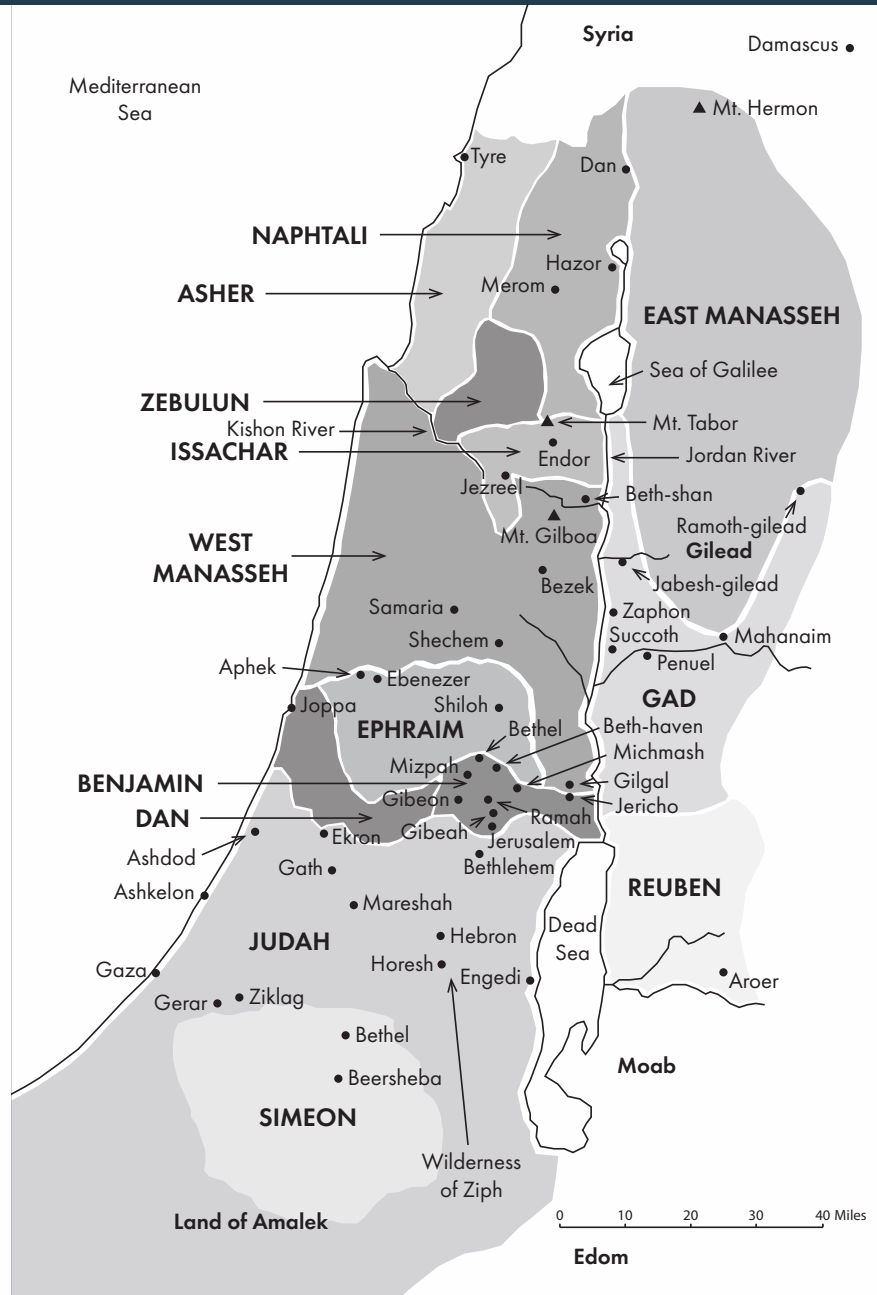 Syria
Damascus
Mediterranean
Sea
Mt. Hermon
Tyre
Dan
NAPHTALI
Hazor
Merom
ASHER
EAST MANASSEH
Sea of Galilee
ZEBULUN
Mt. Tabor
Kishon River
ISSACHAR
Endor
Jordan River
Jezreel
Beth-shan
Ramoth-gilead
Mt. Gilboa
Gilead
WEST
MANASSEH
Bezek
Jabesh-gilead
Samaria
Zaphon
Succoth
Mahanaim
Shechem
Penuel
Aphek
Ebenezer
GAD
Joppa
Shiloh
EPHRAIM
Bethel
Beth-haven
Michmash
Mizpah
BENJAMIN
Gilgal
Gibeon
Jericho
DAN
Ramah
Ekron
Gibeah
Jerusalem
Ashdod
Gath
Bethlehem
Ashkelon
REUBEN
Mareshah
JUDAH
Hebron
Dead
Sea
Horesh
Gaza
Engedi
Aroer
Gerar
Ziklag
Bethel
Moab
Beersheba
SIMEON
Wilderness
of Ziph
Land of Amalek
0 10 20 30 40 Miles
Edom